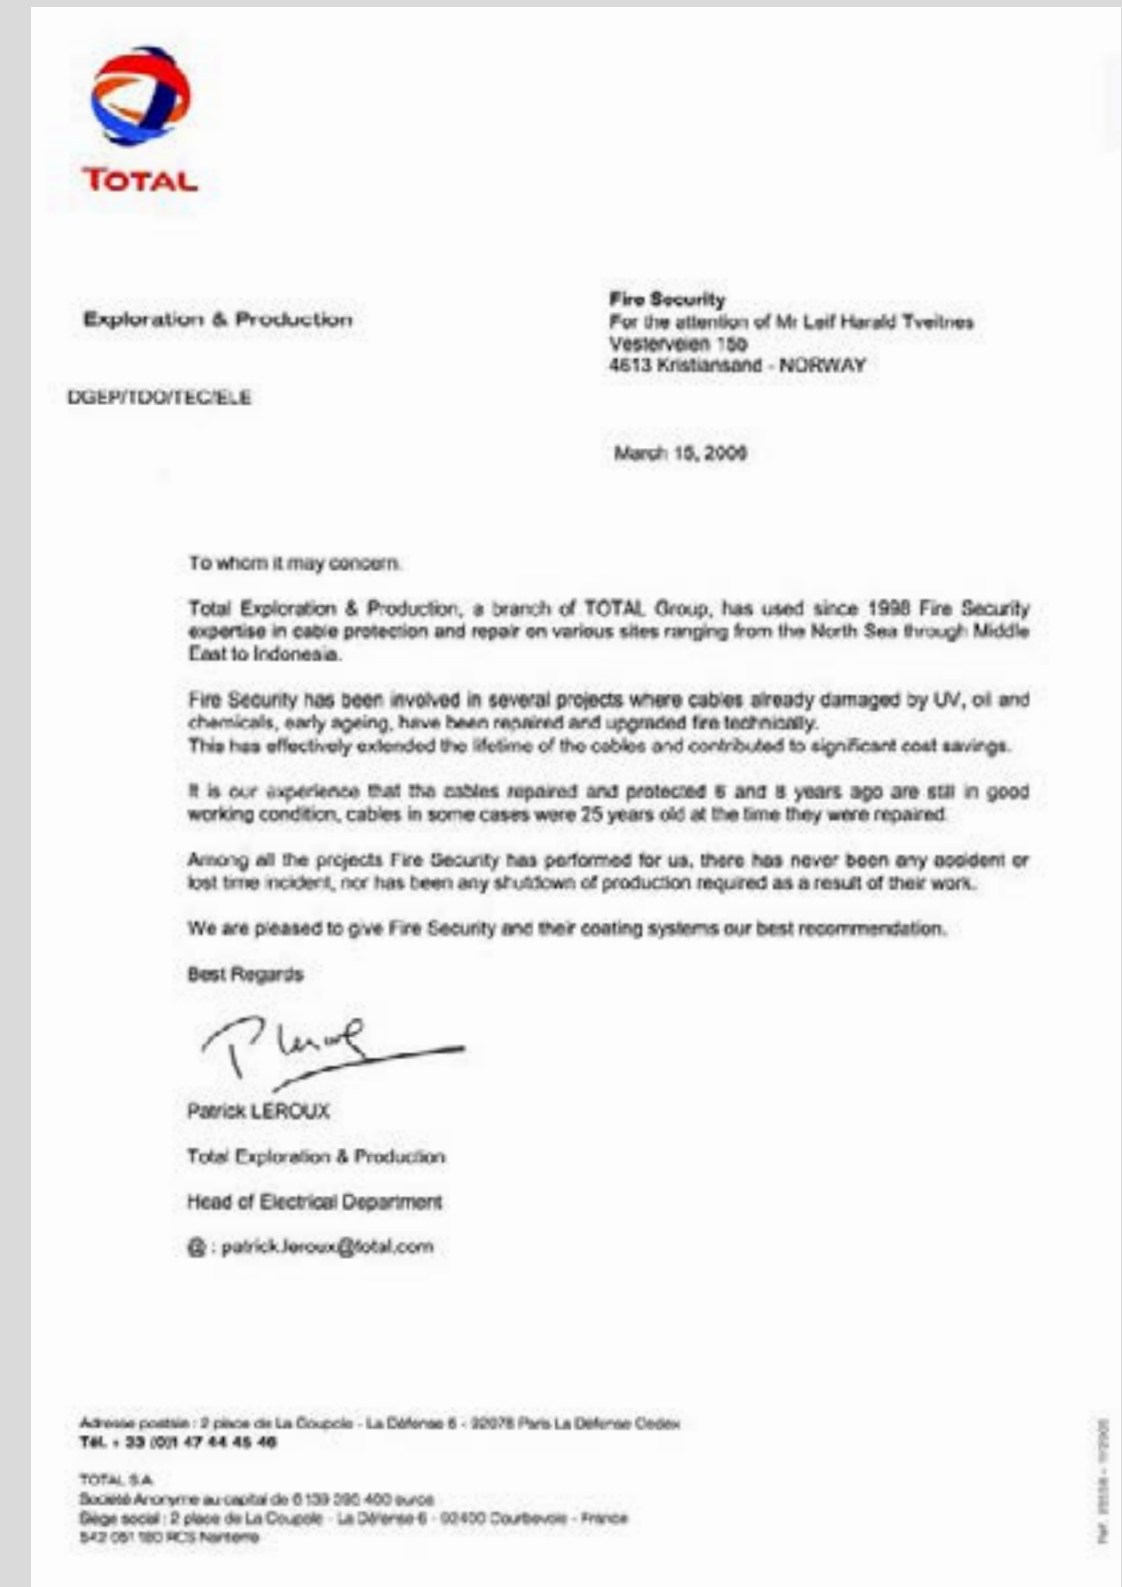 TOTAL
Exploration & Production
Fire Security
For the attention of Mr Leif Harald Tveitnes
Vesterveien 150
4613 Kristiansand - NORWAY
DGEP/TDO/TEC/ELE
March 15, 2006
To whom it may concern.
Total Exploration & Production, a branch of TOTAL Group, has used since 1998 Fire Security
expertise in cable protection and repair on various sites ranging from the North Sea through Middle
East to Indonesia.
Fire Security has been involved in several projects where cables already damaged by UV, oil and
chemicals, early ageing, have been repaired and upgraded fire technically.
This has effectively extended the lifetime of the cables and contributed to significant cost savings.
It is our experience that the cables repaired and protected 6 and 8 years ago are still in good
working condition, cables in some cases were 25 years old at the time they were repaired.
Among all the projects Fire Security has performed for us, there has never been any accident or
lost time incident, nor has been any shutdown of production required as a result of their work.
We are pleased to give Fire Security and their coating systems our best recommendation.
Best Regards
P Leroux
Patrick LEROUX
Total Exploration & Production
Head of Electrical Department
@ : patrick.leroux@total.com
Adresse postale : 2 place de La Coupole - La Défense 6 - 92078 Paris La Défense Cedex
Tél. + 33 (0)1 47 44 45 46
TOTAL S.A.
Société Anonyme au capital de euros
Siège social : 2 place de La Coupole - La Défense 6 - 92400 Courbevoie - France
542 051 180 RCS Nanterre